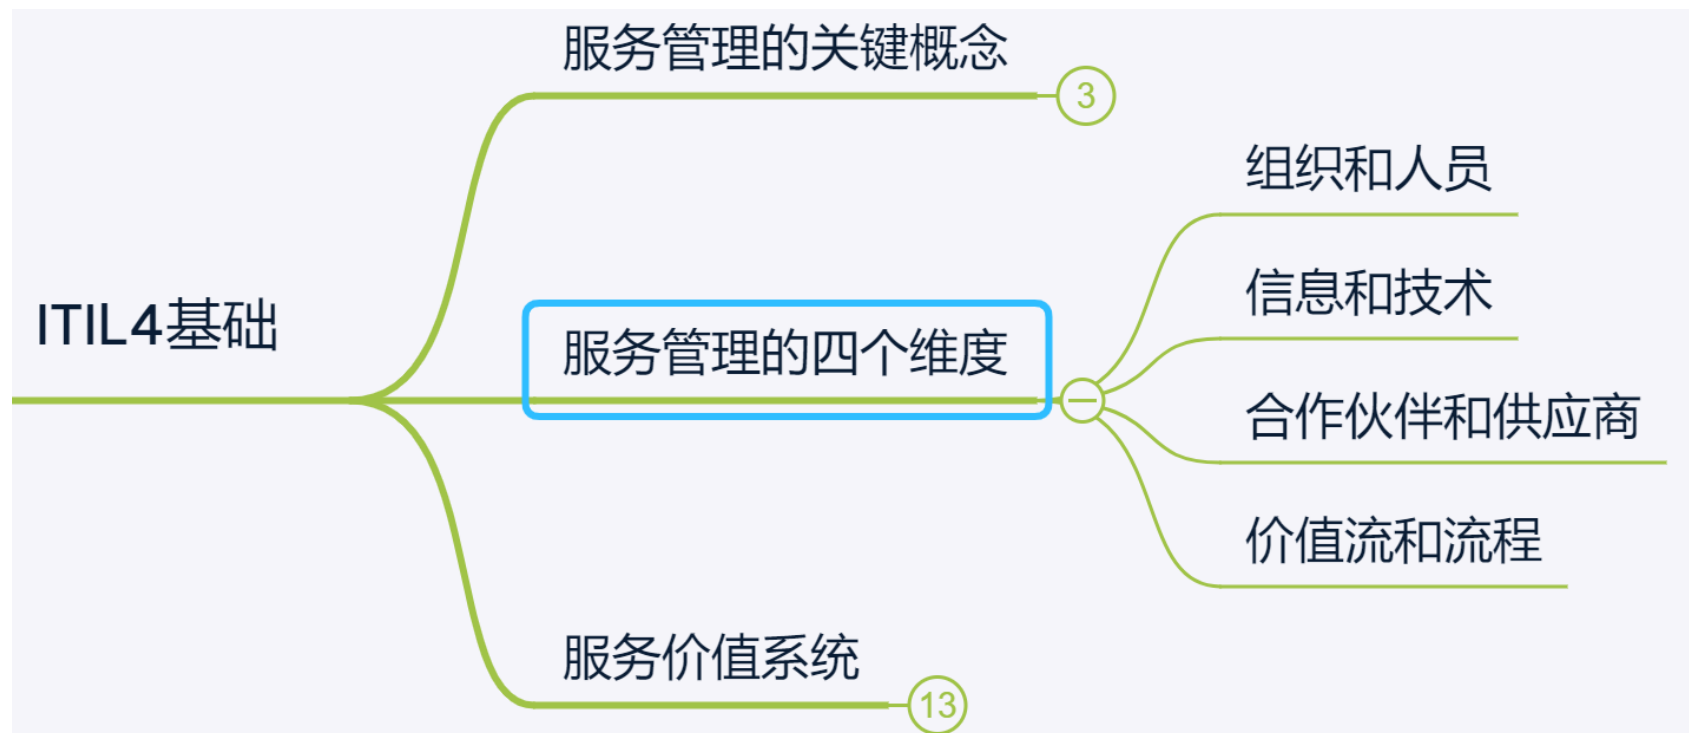 服务管理的关键概念
3
组织和人员
信息和技术
ITIL4基础
服务管理的四个维度
合作伙伴和供应商
价值流和流程
服务价值系统
13